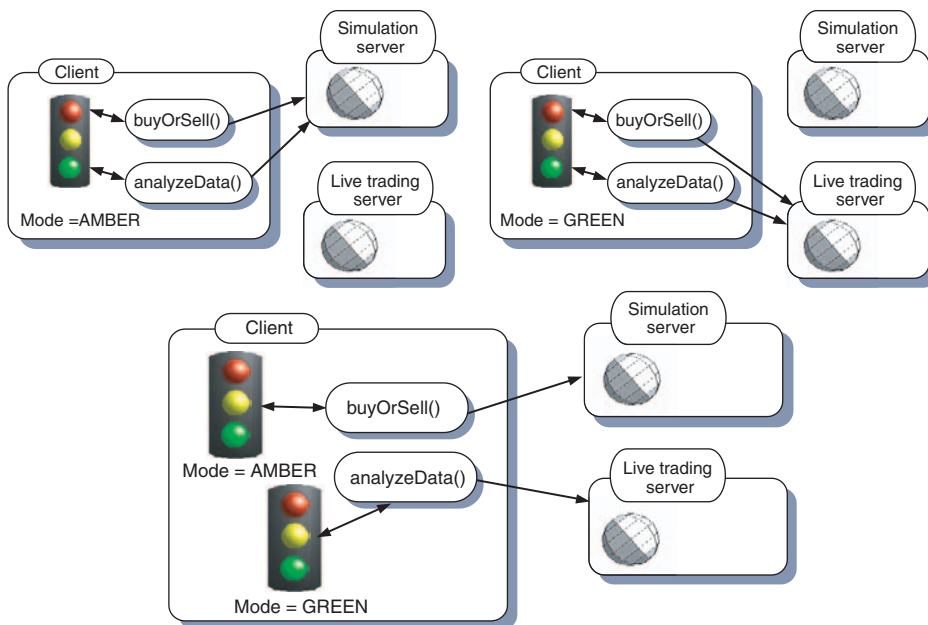 Simulation
server
Client
buyOrSell()
analyzeData()
Mode =AMBER
Live trading
server
Simulation
server
Client
buyOrSell()
analyzeData()
Mode = GREEN
Live trading
server
Client
Simulation
server
buyOrSell()
Mode = AMBER
analyzeData()
Live trading
server
Mode = GREEN